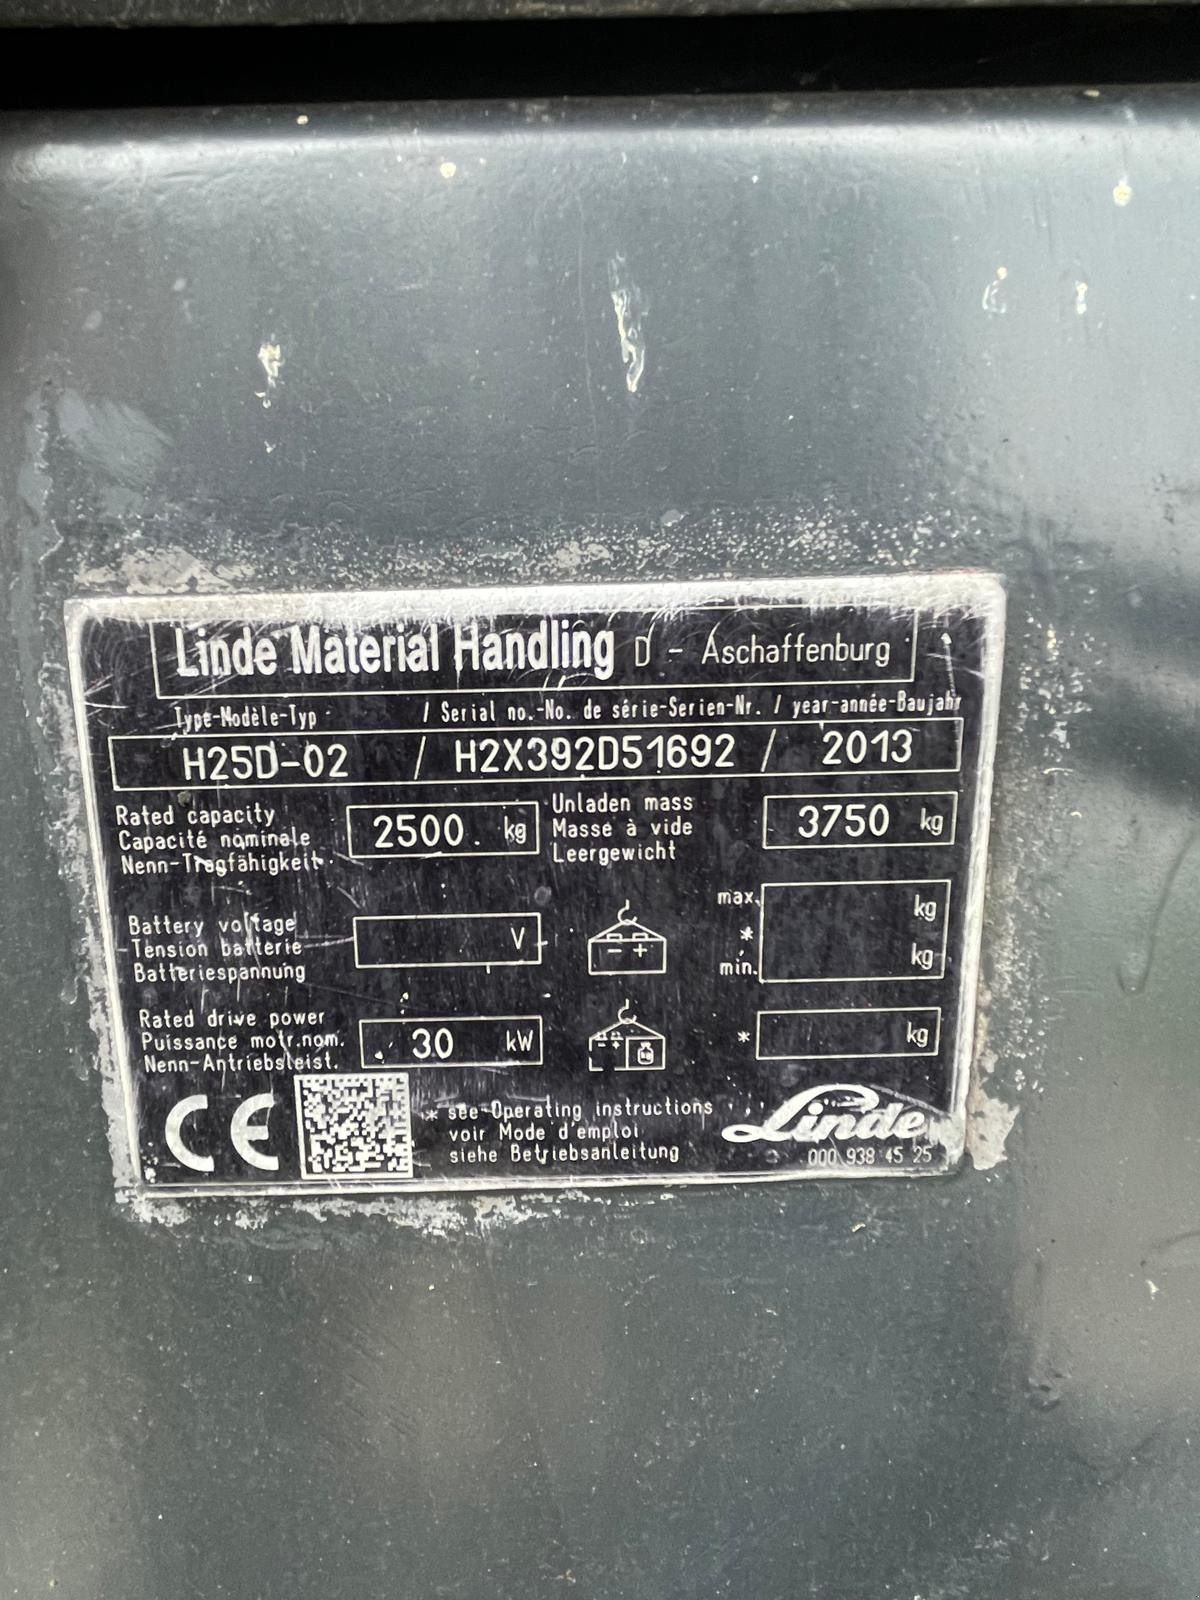 Linde Material Handling D - Aschaffenburg
Type-Modèle-Typ / Serial no.-No. de série-Serien-Nr. / year-année-Baujahr
H25D-02 / H2X392D51692 / 2013
Rated capacity
Capacité nominale
Nenn-Tragfähigkeit
2500 kg
Unladen mass
Masse à vide
Leergewicht
3750 kg
Battery voltage
Tension batterie
Batteriespannung
V
- +
max. kg
*
min. kg
Rated drive power
Puissance motr.nom.
Nenn-Antriebsleist.
30 kW
- +
kg
* kg
CE
* see Operating instructions
voir Mode d'emploi
siehe Betriebsanleitung
Linde
000 938 45 25